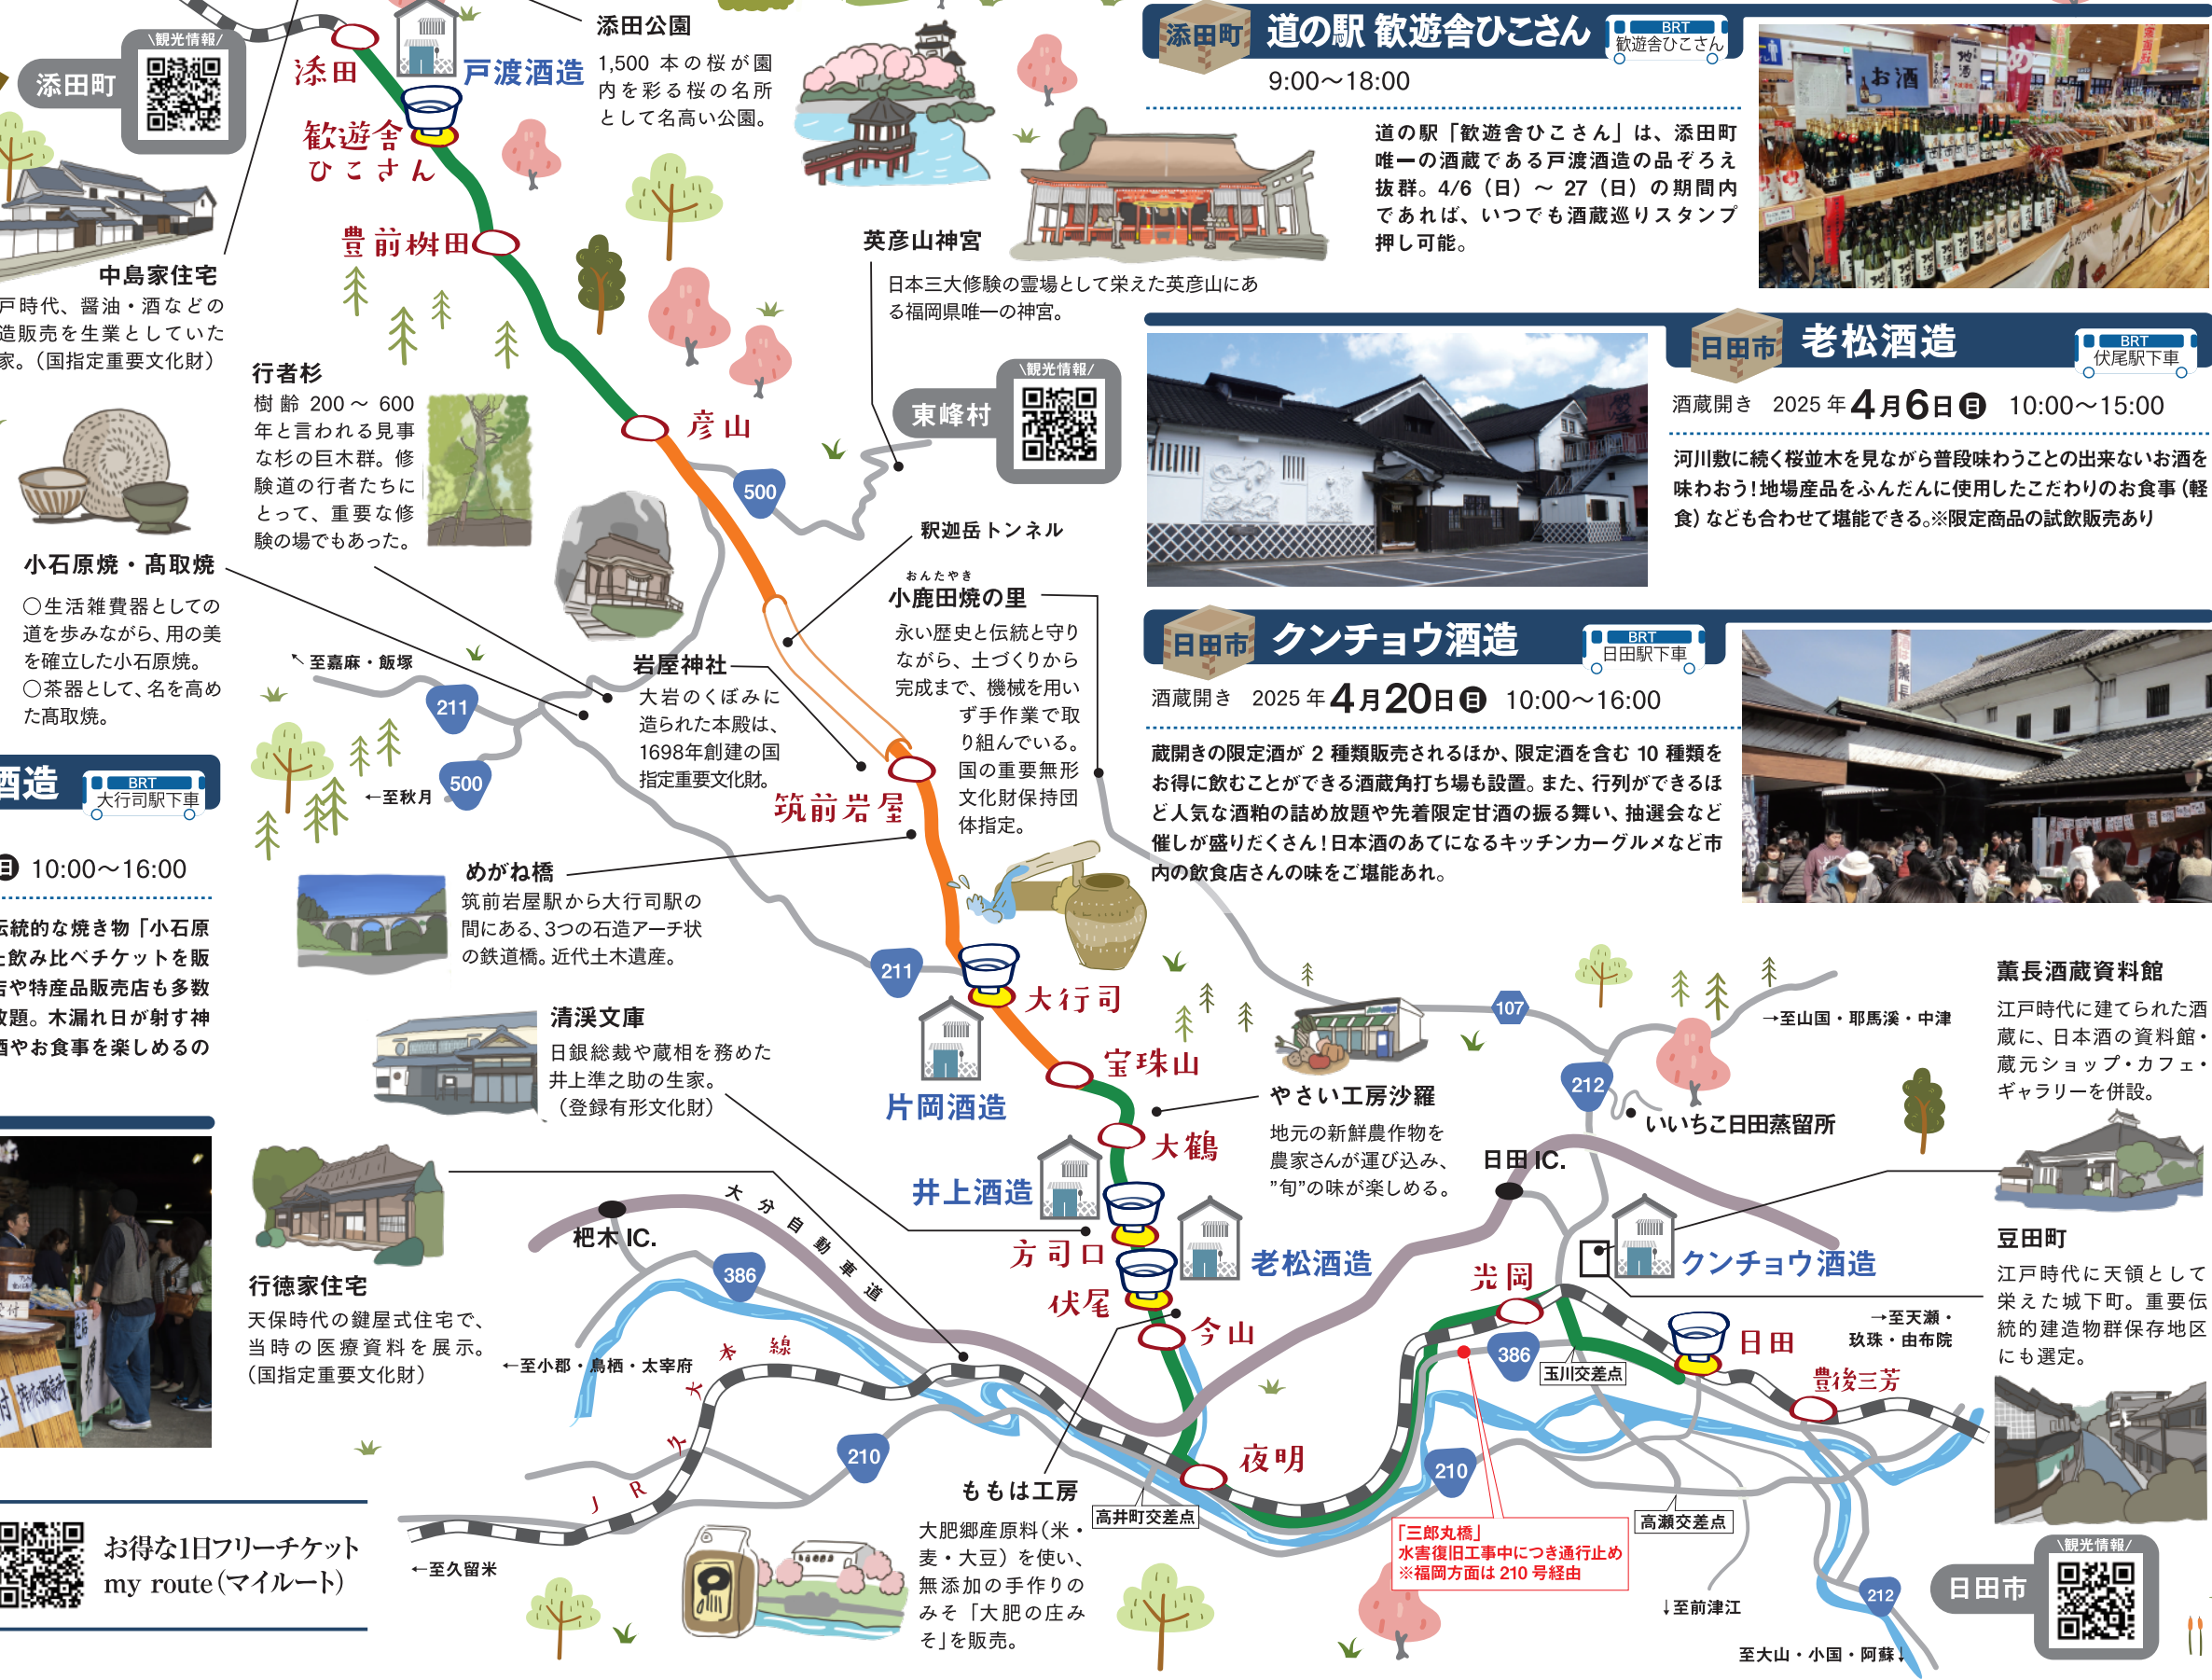 \観光情報/
添田町
添田
戸渡酒造
歓遊舎
ひこさん
豊前桝田
添田公園
1,500 本の桜が園
内を彩る桜の名所
として名高い公園。
中島家住宅
戸時代、醤油・酒などの
造販売を生業としていた
家。（国指定重要文化財）
英彦山神宮
日本三大修験の霊場として栄えた英彦山にあ
る福岡県唯一の神宮。
行者杉
樹齢 200～ 600
年と言われる見事
な杉の巨木群。修
験道の行者たちに
とって、重要な修
験の場でもあった。
彦山
\観光情報/
東峰村
500
釈迦岳トンネル
小石原焼・髙取焼
〇生活雑費器としての
道を歩みながら、用の美
を確立した小石原焼。
〇茶器として、名を高め
た髙取焼。
おんたやき
小鹿田焼の里
永い歴史と伝統と守り
ながら、土づくりから
完成まで、機械を用い
ず手作業で取
り組んでいる。
国の重要無形
文化財保持団
体指定。
↖至嘉麻・飯塚
211
500
←至秋月
岩屋神社
大岩のくぼみに
造られた本殿は、
1698年創建の国
指定重要文化財。
筑前岩屋
酒造
BRT
大行司駅下車
日 10:00～16:00
伝統的な焼き物「小石原
た飲み比べチケットを販
店や特産品販売店も多数
放題。木漏れ日が射す神
酒やお食事を楽しめるの
めがね橋
筑前岩屋駅から大行司駅の
間にある、3つの石造アーチ状
の鉄道橋。近代土木遺産。
211
大行司
清渓文庫
日銀総裁や蔵相を務めた
井上準之助の生家。
（登録有形文化財）
片岡酒造
宝珠山
やさい工房沙羅
地元の新鮮農作物を
農家さんが運び込み、
”旬”の味が楽しめる。
大鶴
井上酒造
方司口
老松酒造
伏尾
今山
行徳家住宅
天保時代の鍵屋式住宅で、
当時の医療資料を展示。
（国指定重要文化財）
杷木 IC.
大分自動車道
386
←至小郡・鳥栖・太宰府
JR久大本線
210
←至久留米
お得な1日フリーチケット
my route（マイルート）
ももは工房
大肥郷産原料（米・
麦・大豆）を使い、
無添加の手作りの
みそ「大肥の庄み
そ」を販売。
高井町交差点
夜明
添田町
道の駅 歓遊舎ひこさん
BRT
歓遊舎ひこさん
9:00～18:00
道の駅「歓遊舎ひこさん」は、添田町
唯一の酒蔵である戸渡酒造の品ぞろえ
抜群。4/6（日）～ 27（日）の期間内
であれば、いつでも酒蔵巡りスタンプ
押し可能。
お酒
地酒
日田市
老松酒造
BRT
伏尾駅下車
酒蔵開き 2025 年4月6日日 10:00～15:00
河川敷に続く桜並木を見ながら普段味わうことの出来ないお酒を
味わおう！地場産品をふんだんに使用したこだわりのお食事（軽
食）なども合わせて堪能できる。※限定商品の試飲販売あり
日田市
クンチョウ酒造
BRT
日田駅下車
酒蔵開き 2025 年4月20日日 10:00～16:00
蔵開きの限定酒が 2 種類販売されるほか、限定酒を含む 10 種類を
お得に飲むことができる酒蔵角打ち場も設置。また、行列ができるほ
ど人気な酒粕の詰め放題や先着限定甘酒の振る舞い、抽選会など
催しが盛りだくさん！日本酒のあてになるキッチンカーグルメなど市
内の飲食店さんの味をご堪能あれ。
107
212
→至山国・耶馬溪・中津
いいちこ日田蒸留所
日田 IC.
クンチョウ酒造
薫長酒蔵資料館
江戸時代に建てられた酒
蔵に、日本酒の資料館・
蔵元ショップ・カフェ・
ギャラリーを併設。
豆田町
江戸時代に天領として
栄えた城下町。重要伝
統的建造物群保存地区
にも選定。
光岡
386
玉川交差点
日田
→至天瀬・
玖珠・由布院
豊後三芳
210
「三郎丸橋」
水害復旧工事中につき通行止め
※福岡方面は 210 号経由
高瀬交差点
↓至前津江
212
至大山・小国・阿蘇↓
\観光情報/
日田市